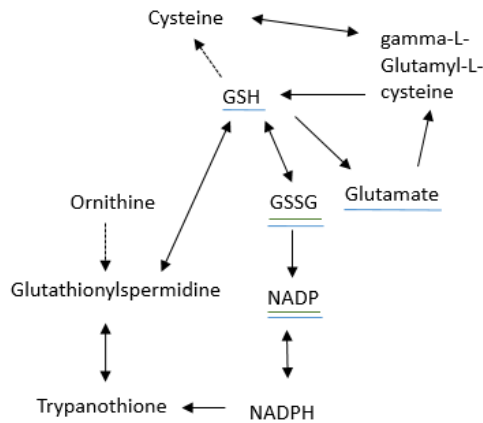 Cysteine
gamma-L-
Glutamyl-L-
cysteine
GSH
Ornithine
GSSG
Glutamate
Glutathionylspermidine
NADP
Trypanothione
NADPH